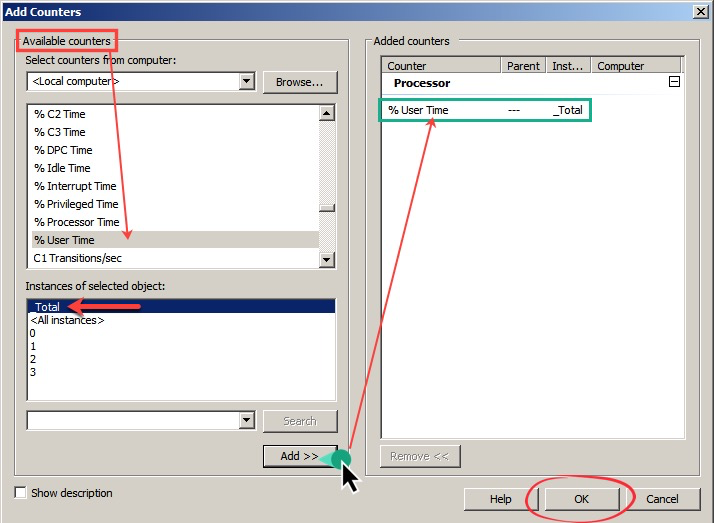 Add Counters
Available counters
Select counters from computer:
<Local computer>
Browse...
% C2 Time
% C3 Time
% DPC Time
% Idle Time
% Interrupt Time
% Privileged Time
% Processor Time
% User Time
C1 Transitions/sec
Instances of selected object:
_Total
<All instances>
0
1
2
3
Search
Add >>
Show description
Added counters
Counter Parent Inst... Computer
Processor
% User Time --- _Total
Remove <<
Help OK Cancel